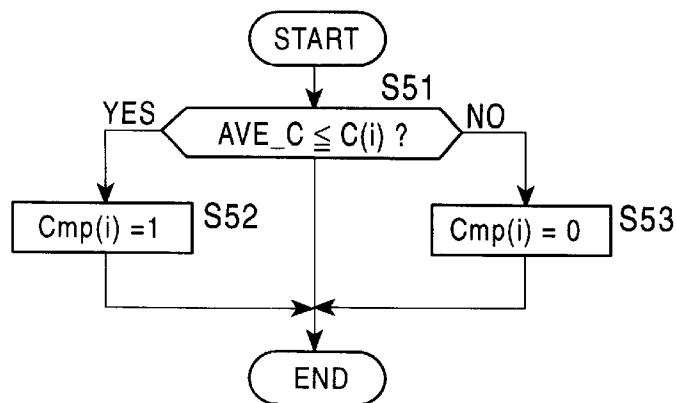 START
S51
YES
AVE_C ≦ C(i) ?
NO
Cmp(i) =1
S52
Cmp(i) = 0
S53
END